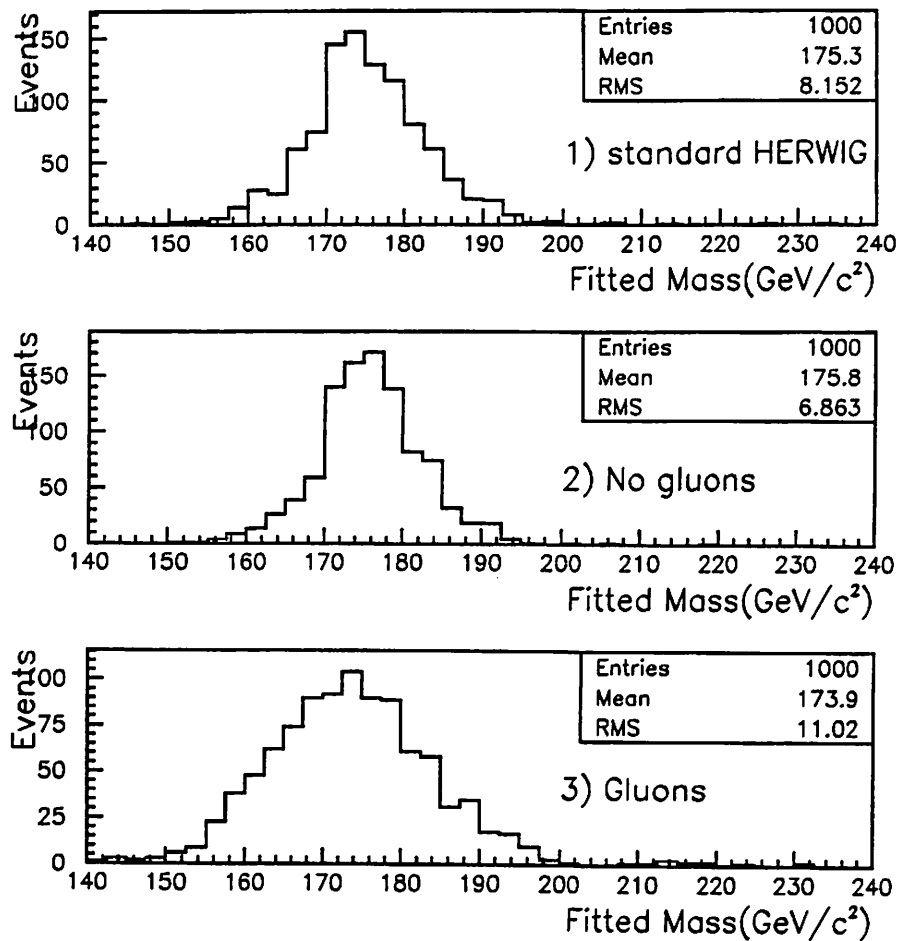 Events
150
100
50
0
Entries 1000
Mean 175.3
RMS 8.152
1) standard HERWIG
140 150 160 170 180 190 200 210 220 230 240
Fitted Mass(GeV/c²)
Events
150
100
50
0
Entries 1000
Mean 175.8
RMS 6.863
2) No gluons
140 150 160 170 180 190 200 210 220 230 240
Fitted Mass(GeV/c²)
Events
100
75
50
25
0
Entries 1000
Mean 173.9
RMS 11.02
3) Gluons
140 150 160 170 180 190 200 210 220 230 240
Fitted Mass(GeV/c²)